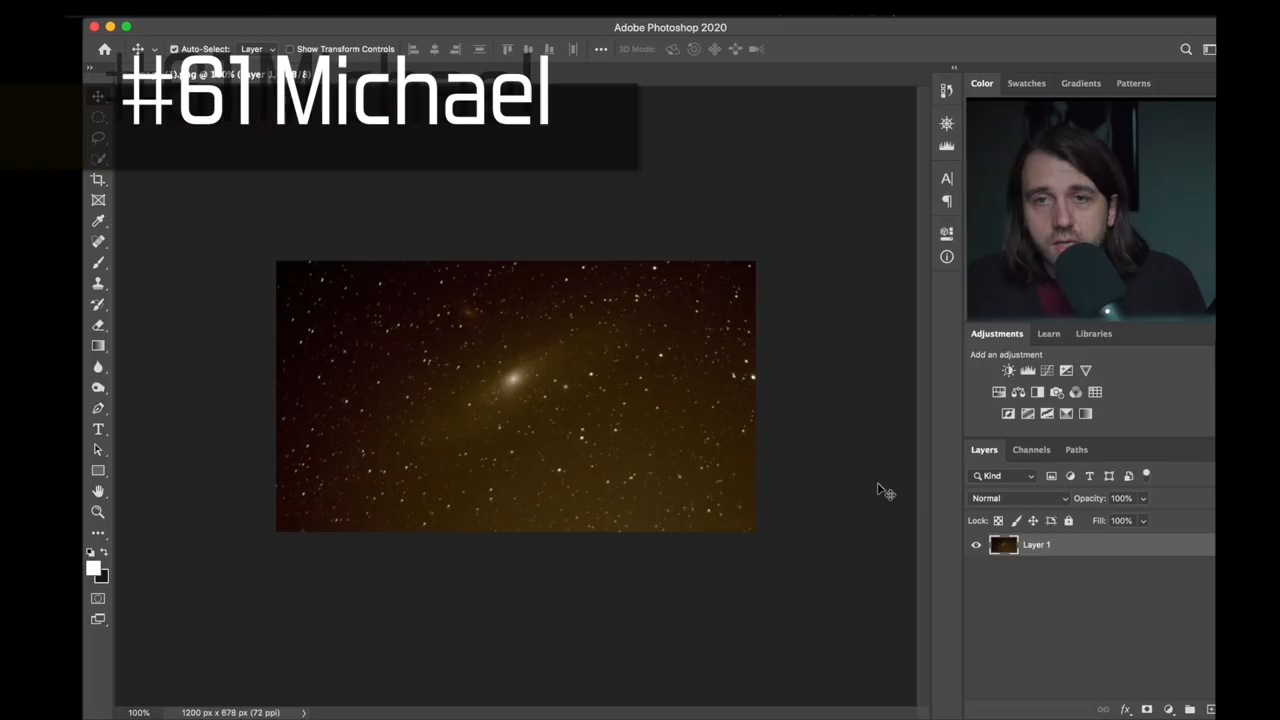 Adobe Photoshop 2020
Auto-Select: Layer Show Transform Controls 3D Mode:
#61 Michael
Color Swatches Gradients Patterns
Adjustments Learn Libraries
Add an adjustment
Layers Channels Paths
Kind
Normal Opacity: 100%
Lock: Fill: 100%
Layer 1
100% 1200 px x 678 px (72 ppi)